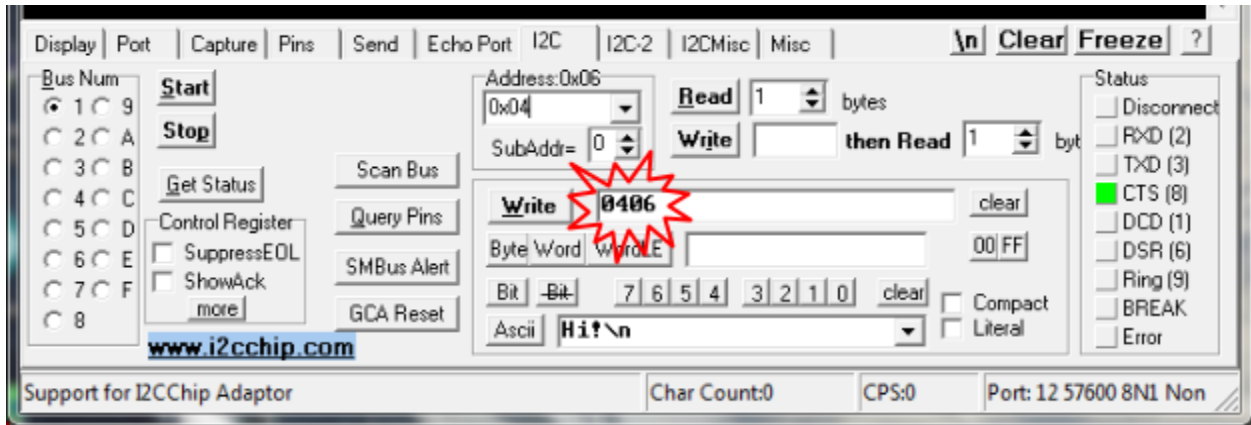 Display Port Capture Pins Send Echo Port I2C I2C-2 I2CMisc Misc \n Clear Freeze ?
Bus Num
1 9
2 A
3 B
4 C
5 D
6 E
7 F
8
Start
Stop
Get Status
Control Register
SuppressEOL
ShowAck
more
www.i2cchip.com
Scan Bus
Query Pins
SMBus Alert
GCA Reset
Address:0x06
0x04
SubAddr= 0
Read 1 bytes
Write then Read 1 byt
Write 0406 clear
Byte Word WordLE 00 FF
Bit Bit 7 6 5 4 3 2 1 0 clear
Ascii Hi!\n
Compact
Literal
Status
Disconnect
RXD (2)
TXD (3)
CTS (8)
DCD (1)
DSR (6)
Ring (9)
BREAK
Error
Support for I2CChip Adaptor Char Count:0 CPS:0 Port: 12 57600 8N1 Non